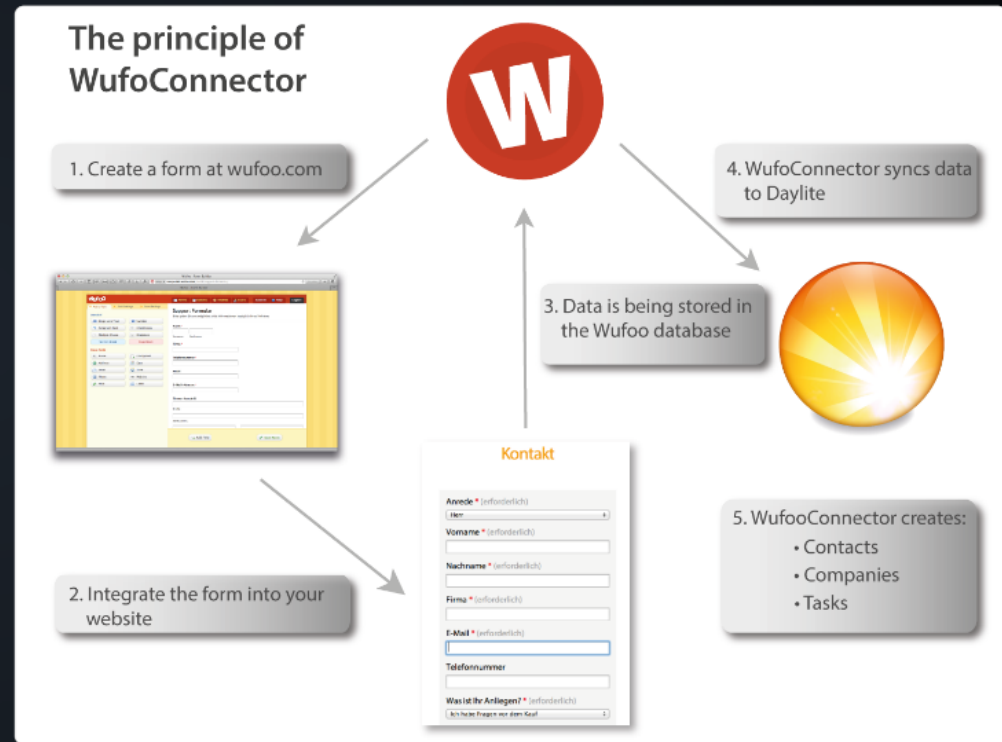 The principle of
WufoConnector
W
1. Create a form at wufoo.com
4. WufoConnector syncs data
to Daylite
3. Data is being stored in
the Wufoo database
Kontakt
Anrede * (erforderlich)
Herr
Vorname * (erforderlich)
Nachname * (erforderlich)
Firma * (erforderlich)
E-Mail * (erforderlich)
Telefonnummer
Was ist Ihr Anliegen? * (erforderlich)
Ich habe Fragen vor dem Kauf
2. Integrate the form into your
website
5. WufooConnector creates:
• Contacts
• Companies
• Tasks